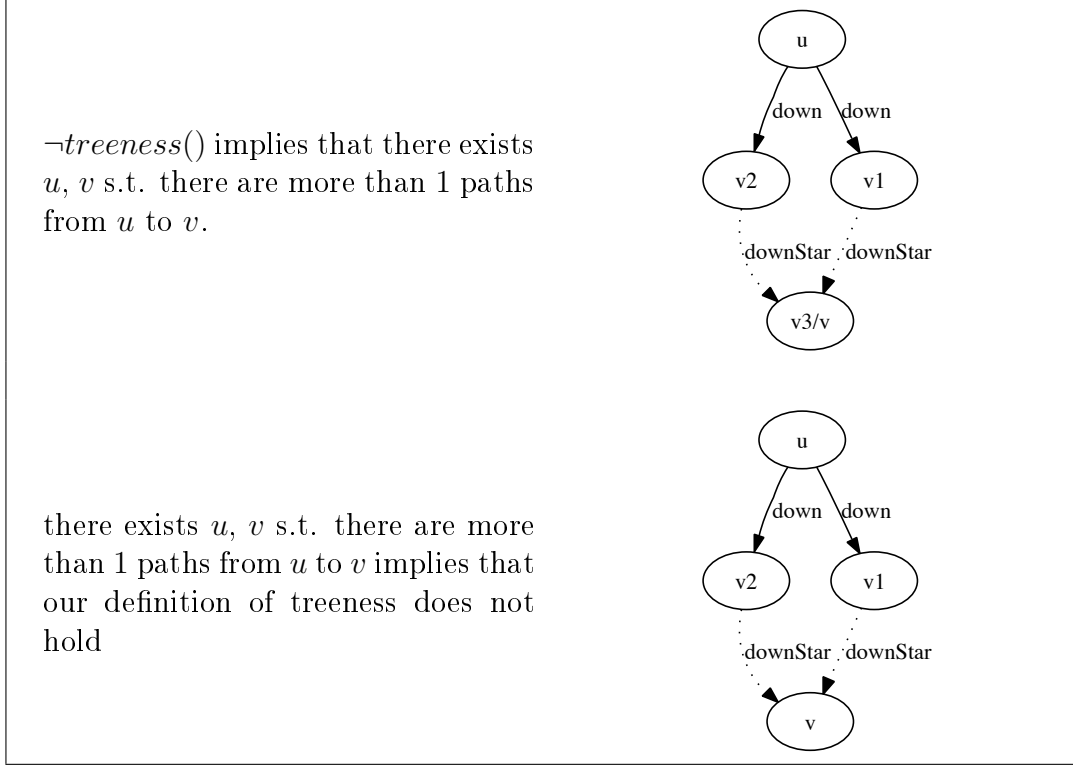 ¬treeness() implies that there exists
u, v s.t. there are more than 1 paths
from u to v.
u
down down
v2 v1
downStar downStar
v3/v
there exists u, v s.t. there are more
than 1 paths from u to v implies that
our definition of treeness does not
hold
u
down down
v2 v1
downStar downStar
v